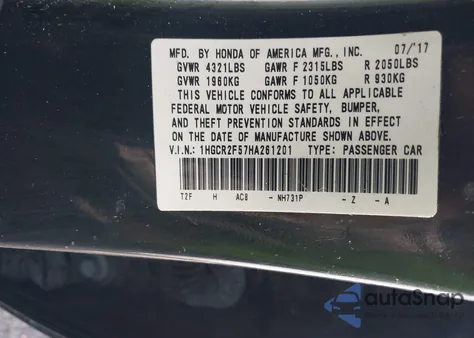 MFD. BY HONDA OF AMERICA MFG., INC. 07/'17
GVWR 4321LBS GAWR F 2315LBS R 2050LBS
GVWR 1960KG GAWR F 1050KG R 930KG
THIS VEHICLE CONFORMS TO ALL APPLICABLE
FEDERAL MOTOR VEHICLE SAFETY, BUMPER,
AND THEFT PREVENTION STANDARDS IN EFFECT
ON THE DATE OF MANUFACTURE SHOWN ABOVE.
V.I.N.: 1HGCR2F57HA261201 TYPE: PASSENGER CAR
T2F H AC8 - NH731P - Z - A
autoSnap